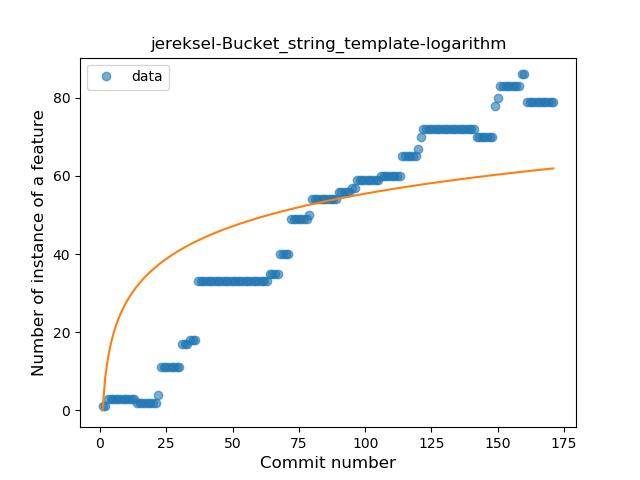 jereksel-Bucket_string_template-logarithm
data
Number of instance of a feature
80
60
40
20
0
0 25 50 75 100 125 150 175
Commit number